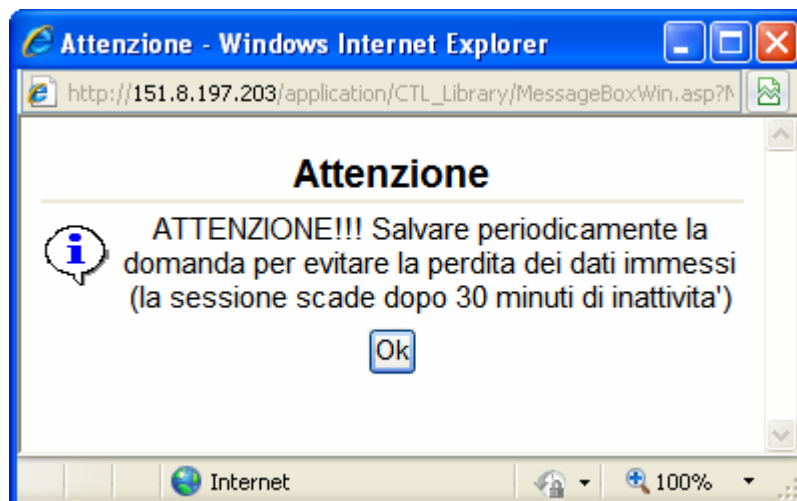 Attenzione - Windows Internet Explorer
http://151.8.197.203/application/CTL_Library/MessageBoxWin.asp?
Attenzione
ATTENZIONE!!! Salvare periodicamente la
domanda per evitare la perdita dei dati immessi
(la sessione scade dopo 30 minuti di inattivita')
Ok
Internet
100%